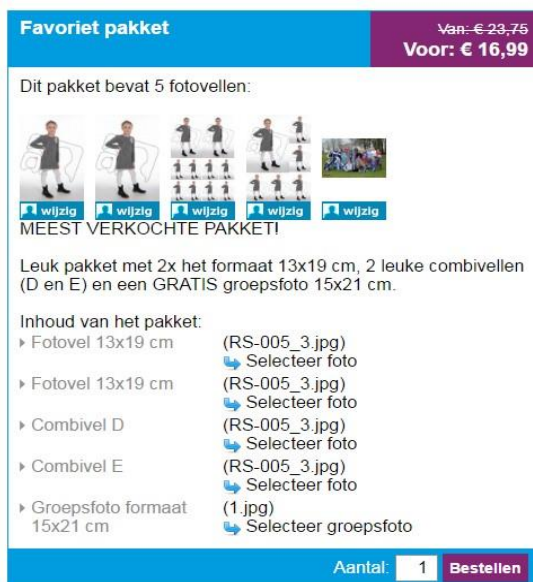 Favoriet pakket
Van: € 23,75
Voor: € 16,99
Dit pakket bevat 5 fotovellen:
wijzig wijzig wijzig wijzig wijzig
MEEST VERKOCHTE PAKKET!
Leuk pakket met 2x het formaat 13x19 cm, 2 leuke combivellen
(D en E) en een GRATIS groepsfoto 15x21 cm.
Inhoud van het pakket:
Fotovel 13x19 cm (RS-005_3.jpg)
Selecteer foto
Fotovel 13x19 cm (RS-005_3.jpg)
Selecteer foto
Combivel D (RS-005_3.jpg)
Selecteer foto
Combivel E (RS-005_3.jpg)
Selecteer foto
Groepsfoto formaat (1.jpg)
15x21 cm Selecteer groepsfoto
Aantal: 1 Bestellen